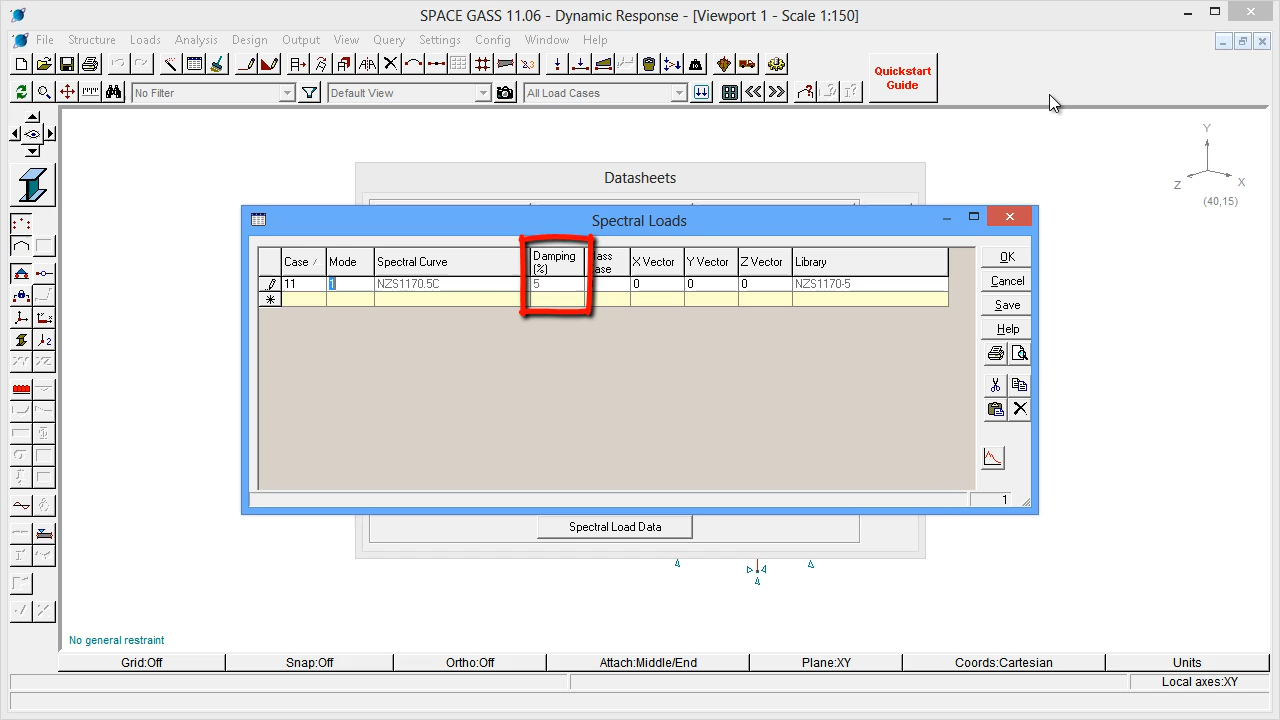 SPACE GASS 11.06 - Dynamic Response - [Viewport 1 - Scale 1:150]
File Structure Loads Analysis Design Output View Query Settings Config Window Help
Quickstart
Guide
No Filter
Default View
All Load Cases
Y
Z X
(40,15)
Datasheets
Spectral Loads
Case Mode Spectral Curve Damping (%) X Vector Y Vector Z Vector Library
11 1 NZS1170.5C 5 0 0 0 NZS1170-5
OK
Cancel
Save
Help
1
Spectral Load Data
No general restraint
Grid:Off Snap:Off Ortho:Off Attach:Middle/End Plane:XY Coords:Cartesian Units
Local axes:XY